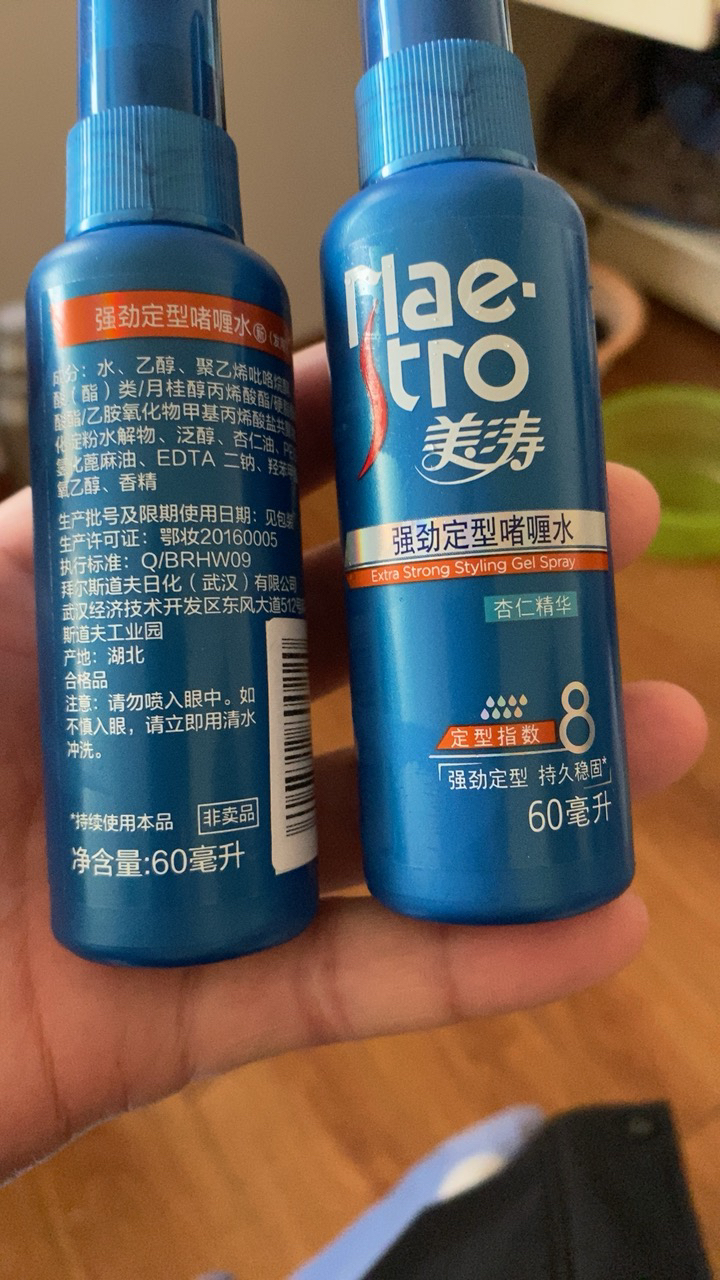 强劲定型啫喱水
成分：水、乙醇、聚乙烯吡咯烷酮
酸（酯）类/月桂醇丙烯酸酯/硬脂
酸酯/乙胺氧化物甲基丙烯酸盐共聚
化淀粉水解物、泛醇、杏仁油、PE
氢化蓖麻油、EDTA 二钠、羟苯甲
氧乙醇、香精
生产批号及限期使用日期：见包装
生产许可证：鄂妆20160005
执行标准：Q/BRHW09
拜尔斯道夫日化（武汉）有限公司
武汉经济技术开发区东风大道512号
斯道夫工业园
产地：湖北
合格品
注意：请勿喷入眼中。如
不慎入眼，请立即用清水
冲洗。
*持续使用本品 非卖品
净含量:60毫升
Mae-
stro
美涛
强劲定型啫喱水
Extra Strong Styling Gel Spray
杏仁精华
定型指数 8
强劲定型 持久稳固*
60毫升